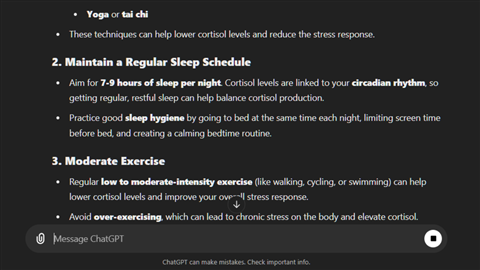 Yoga or tai chi
These techniques can help lower cortisol levels and reduce the stress response.
2. Maintain a Regular Sleep Schedule
Aim for 7-9 hours of sleep per night. Cortisol levels are linked to your circadian rhythm, so
getting regular, restful sleep can help balance cortisol production.
Practice good sleep hygiene by going to bed at the same time each night, limiting screen time
before bed, and creating a calming bedtime routine.
3. Moderate Exercise
Regular low to moderate-intensity exercise (like walking, cycling, or swimming) can help
lower cortisol levels and improve your overall stress response.
Avoid over-exercising, which can lead to chronic stress on the body and elevate cortisol.
Message ChatGPT
ChatGPT can make mistakes. Check important info.